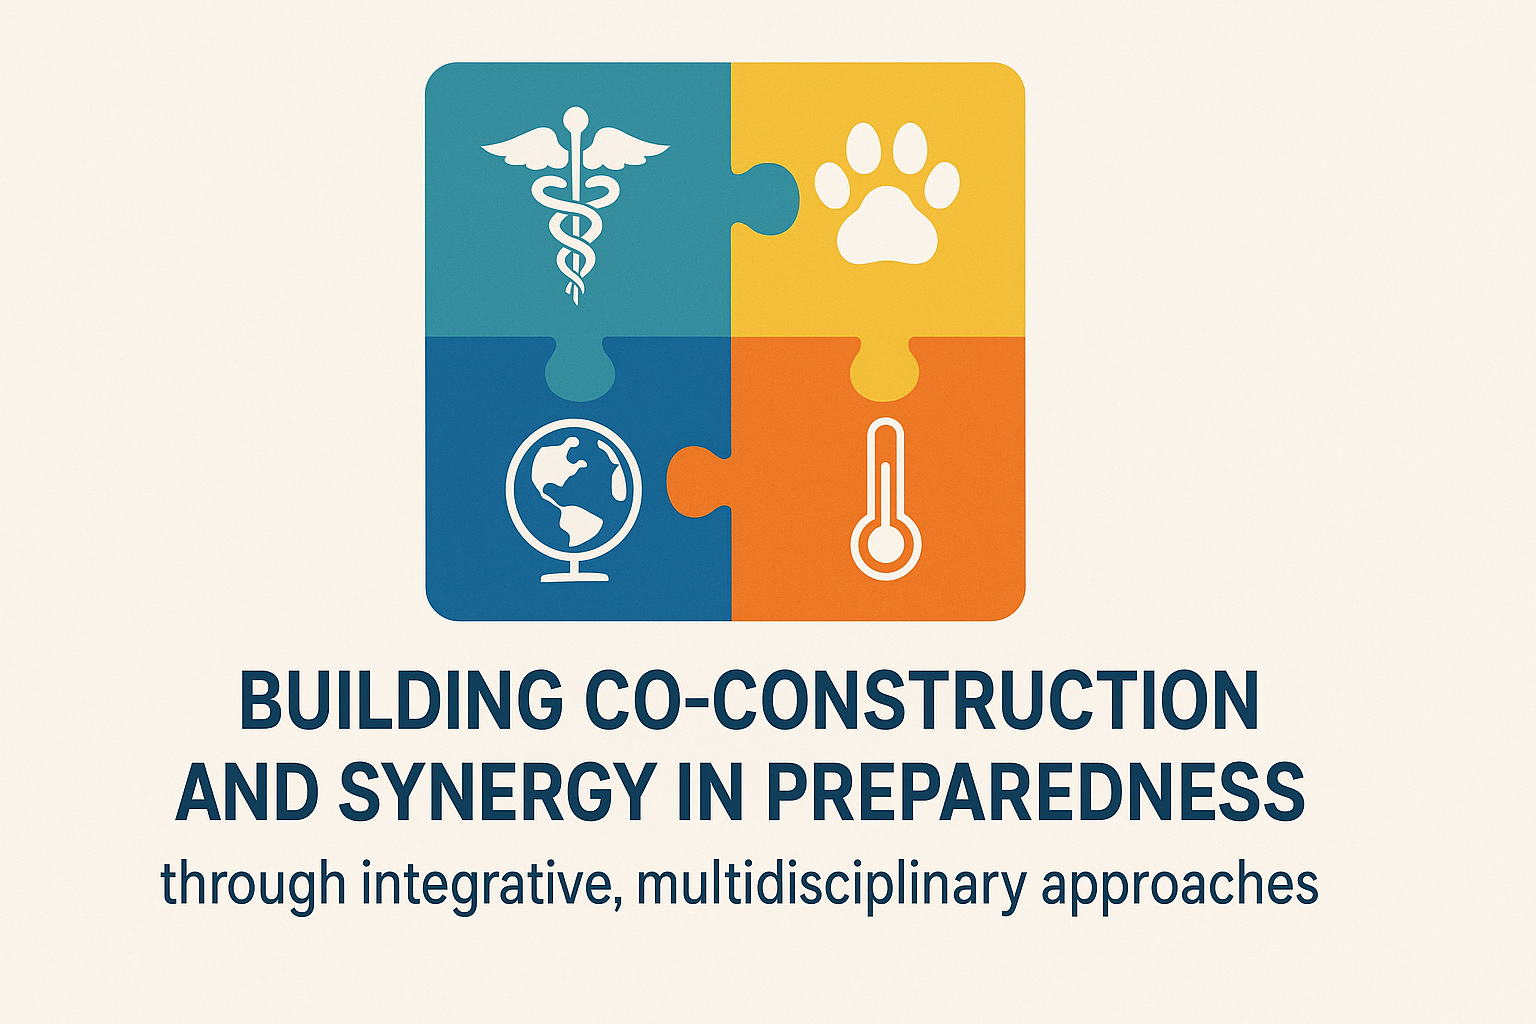 BUILDING CO-CONSTRUCTION
AND SYNERGY IN PREPAREDNESS
through integrative, multidisciplinary approaches